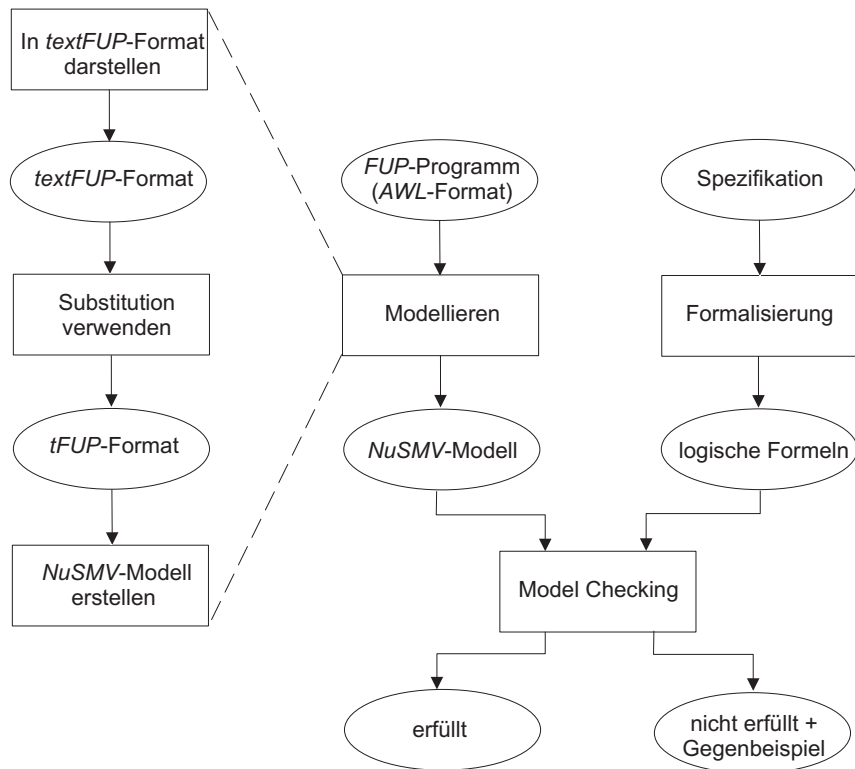 In textFUP-Format
darstellen
textFUP-Format
Substitution
verwenden
tFUP-Format
NuSMV-Modell
erstellen
FUP-Programm
(AWL-Format)
Modellieren
NuSMV-Modell
Spezifikation
Formalisierung
logische Formeln
Model Checking
erfüllt
nicht erfüllt +
Gegenbeispiel